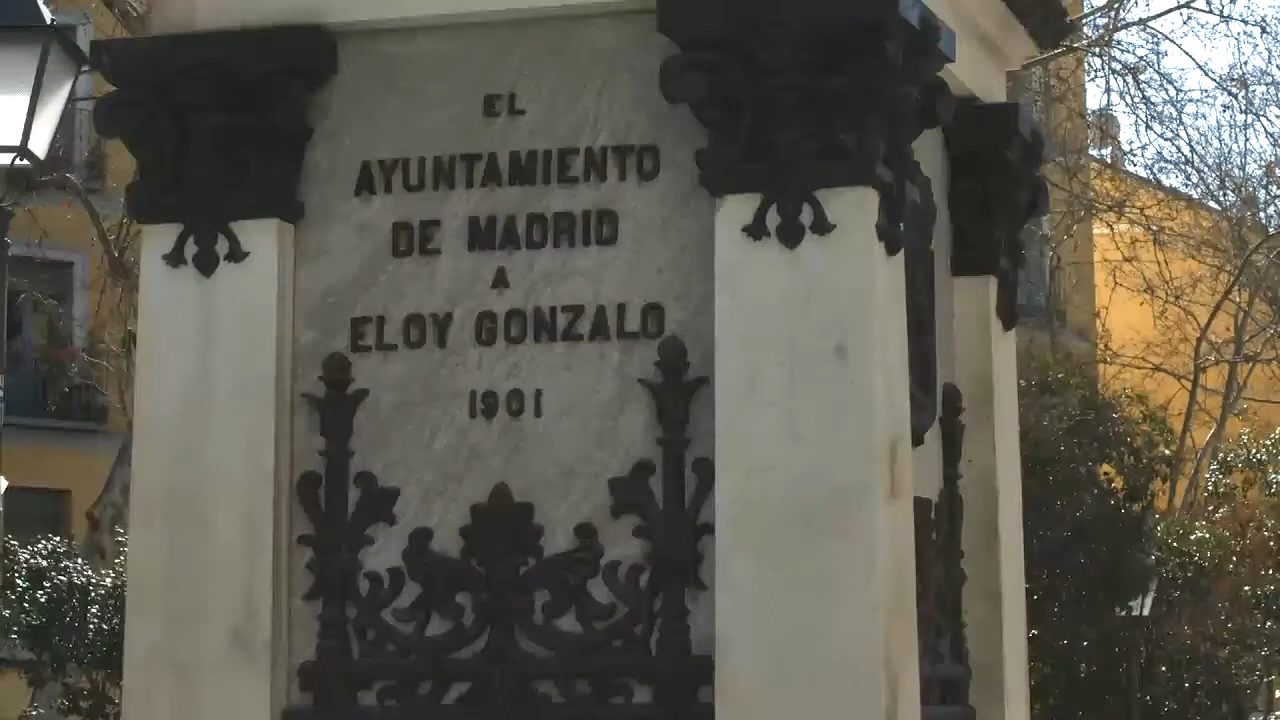 EL
AYUNTAMIENTO
DE MADRID
A
ELOY GONZALO
1901